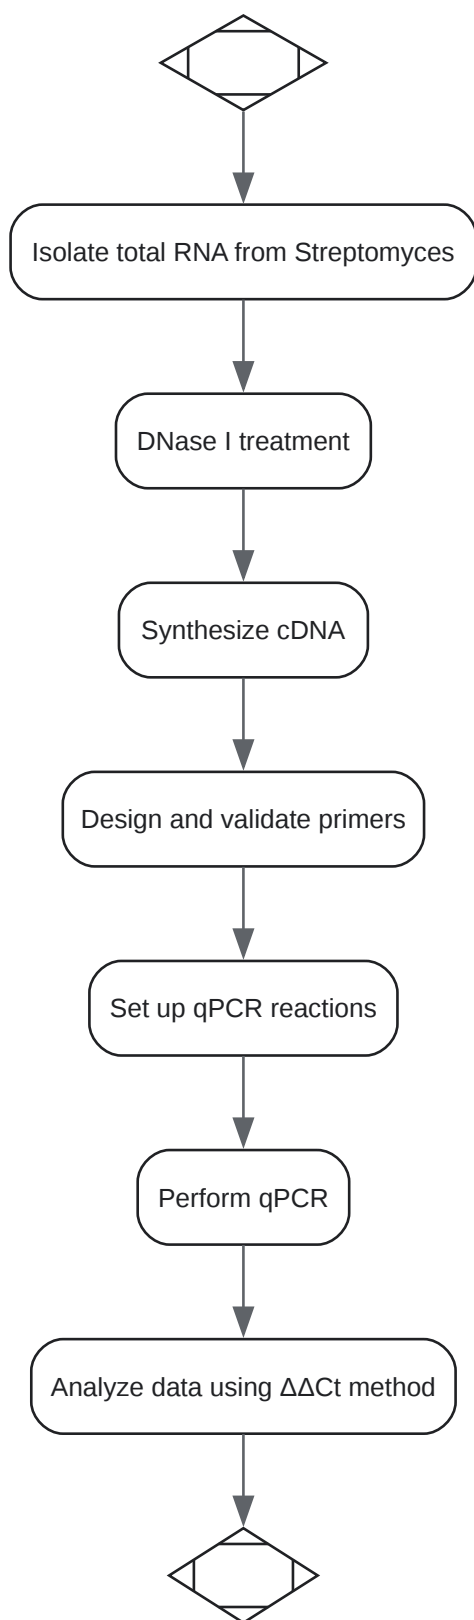 Isolate total RNA from Streptomyces
DNase I treatment
Synthesize cDNA
Design and validate primers
Set up qPCR reactions
Perform qPCR
Analyze data using ΔΔCt method